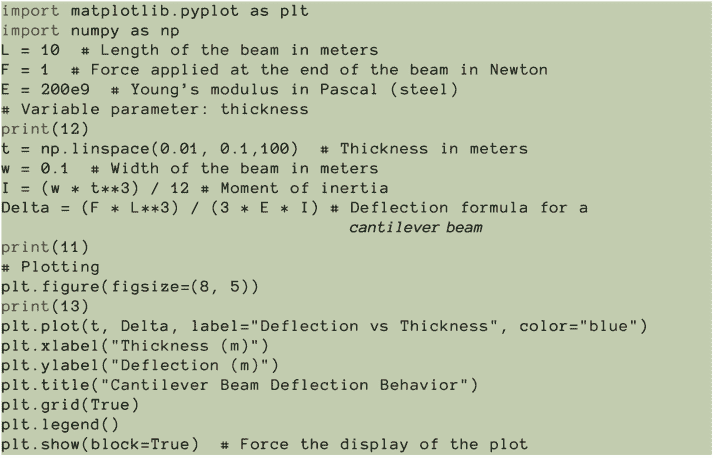 import matplotlib.pyplot as plt
import numpy as np
L = 10  # Length of the beam in meters
F = 1  # Force applied at the end of the beam in Newton
E = 200e9  # Young's modulus in Pascal (steel)
# Variable parameter: thickness
print(12)
t = np.linspace(0.01, 0.1,100)  # Thickness in meters
w = 0.1  # Width of the beam in meters
I = (w * t**3) / 12 # Moment of inertia
Delta = (F * L**3) / (3 * E * I) # Deflection formula for a
cantilever beam
print(11)
# Plotting
plt.figure(figsize=(8, 5))
print(13)
plt.plot(t, Delta, label="Deflection vs Thickness", color="blue")
plt.xlabel("Thickness (m)")
plt.ylabel("Deflection (m)")
plt.title("Cantilever Beam Deflection Behavior")
plt.grid(True)
plt.legend()
plt.show(block=True)  # Force the display of the plot